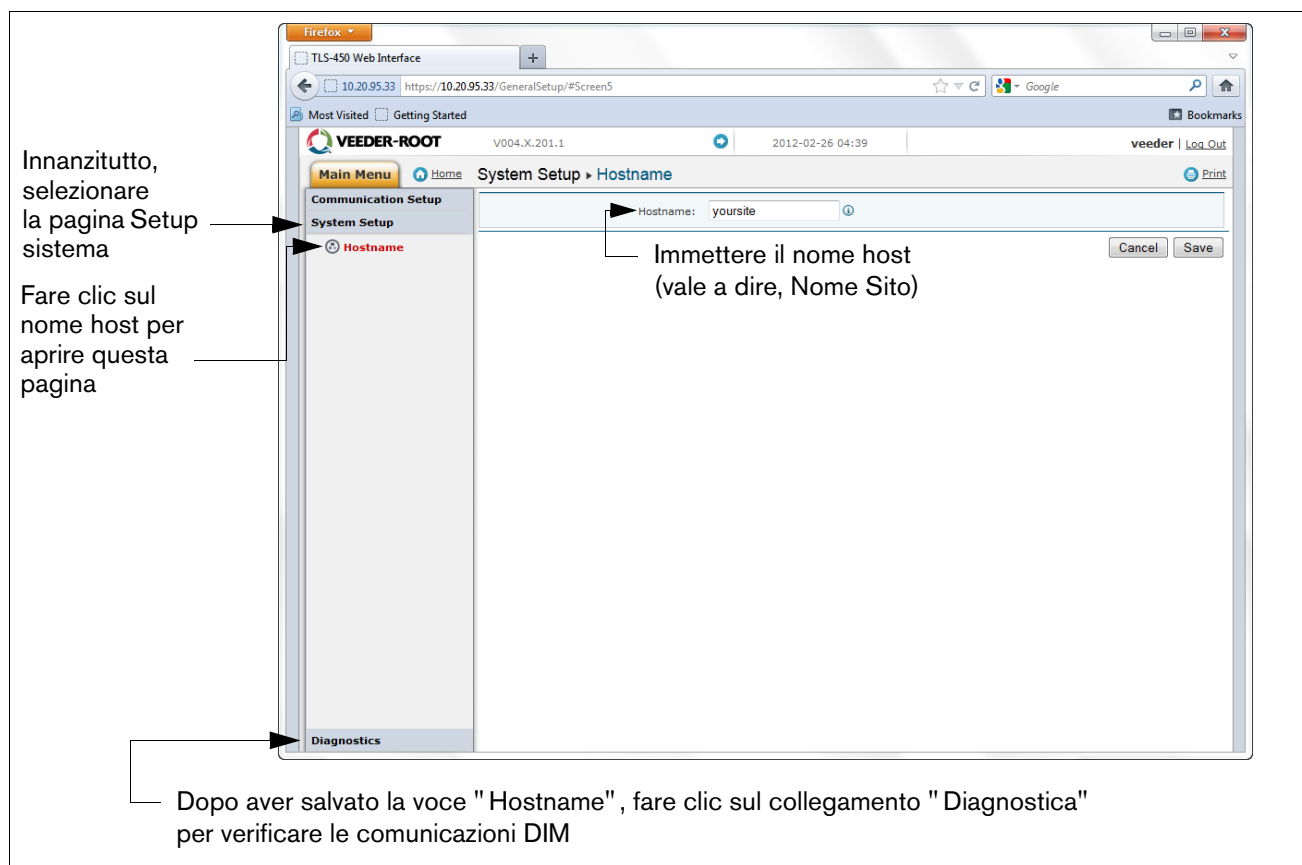 Firefox
TLS-450 Web Interface
+
10.20.95.33 https://10.20.95.33/GeneralSetup/#Screen5
Google
Most Visited Getting Started
Bookmarks
VEEDER-ROOT
V004.X.201.1
2012-02-26 04:39
veeder | Log Out
Main Menu
Home
System Setup ▸ Hostname
Print
Communication Setup
System Setup
Hostname
Hostname: yoursite
Cancel
Save
Innanzitutto,
selezionare
la pagina Setup
sistema
Fare clic sul
nome host per
aprire questa
pagina
Immettere il nome host
(vale a dire, Nome Sito)
Diagnostics
Dopo aver salvato la voce "Hostname", fare clic sul collegamento "Diagnostica"
per verificare le comunicazioni DIM